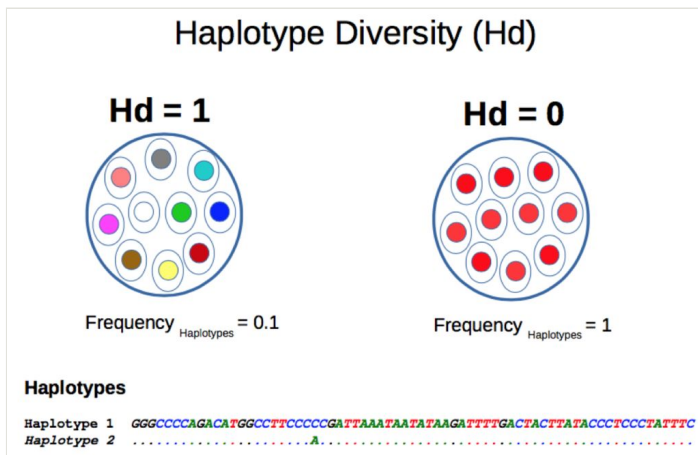 Haplotype Diversity (Hd)
Hd = 1
Hd = 0
Frequency Haplotypes = 0.1
Frequency Haplotypes = 1
Haplotypes
Haplotype 1 GGGCCCCAGACATGGCCTTCCCCCGATTAAATAATATAAGATTTTGACTACTTATACCCTCCCTATTTC
Haplotype 2 .......................A.............................................